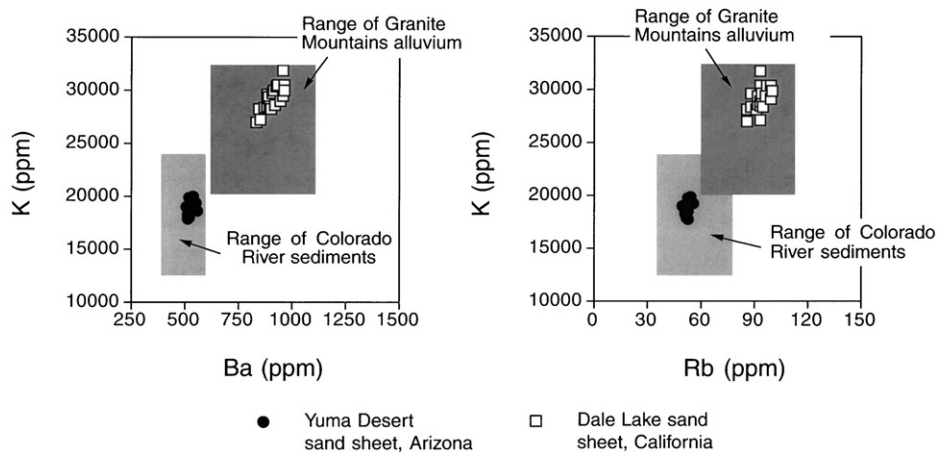 Range of Granite
Mountains alluvium
35000
30000
25000
20000
15000
10000
K (ppm)
Range of Colorado
River sediments
250
500
750
1000
1250
1500
Ba (ppm)
Range of Granite
Mountains alluvium
35000
30000
25000
20000
15000
10000
K (ppm)
Range of Colorado
River sediments
0
30
60
90
120
150
Rb (ppm)
Yuma Desert
sand sheet, Arizona
Dale Lake sand
sheet, California